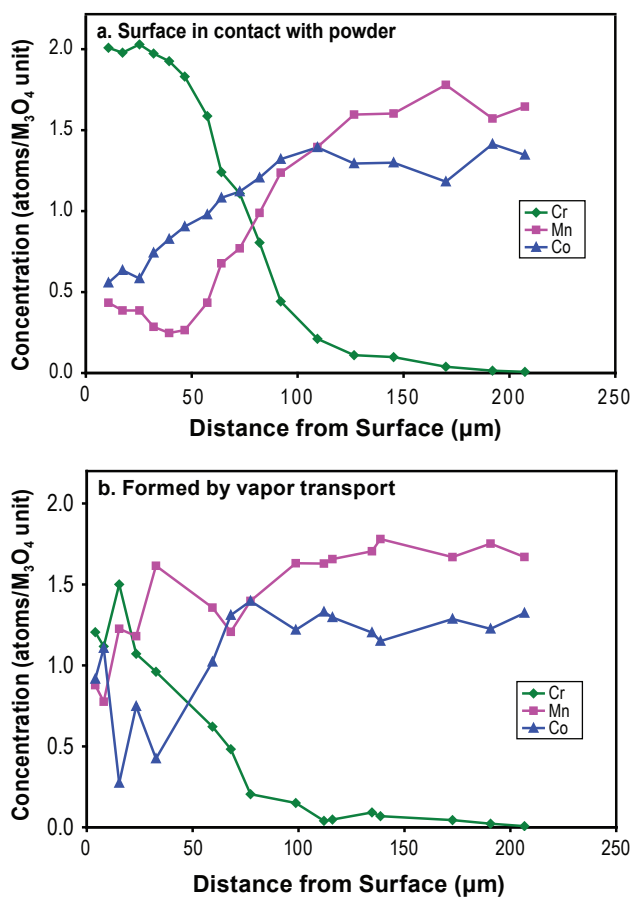 a. Surface in contact with powder
Concentration (atoms/M₃O₄ unit)
2.0
1.5
1.0
0.5
0.0
Cr
Mn
Co
0 50 100 150 200 250
Distance from Surface (µm)
b. Formed by vapor transport
Concentration (atoms/M₃O₄ unit)
2.0
1.5
1.0
0.5
0.0
Cr
Mn
Co
0 50 100 150 200 250
Distance from Surface (µm)